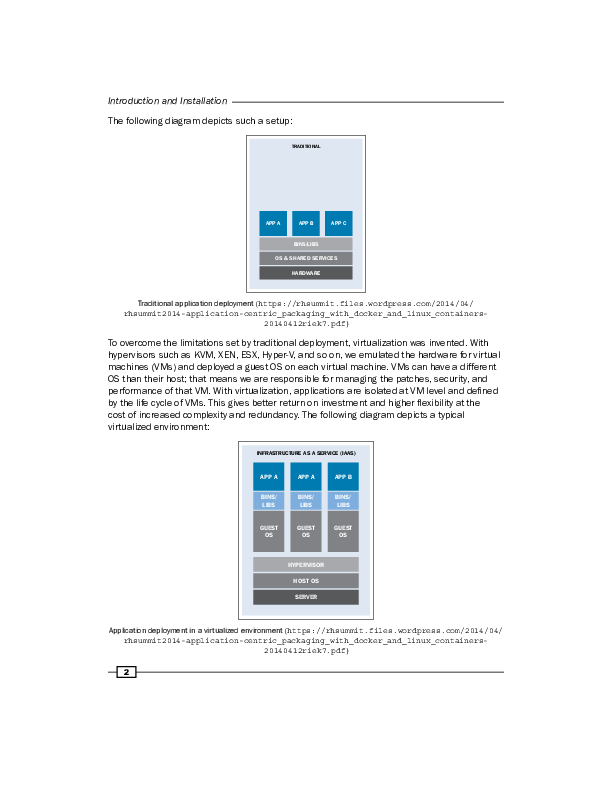 Introduction and Installation
The following diagram depicts such a setup:
TRADITIONAL
APP A APP B APP C
BINS/LIBS
OS & SHARED SERVICES
HARDWARE
Traditional application deployment (https://rhsummit.files.wordpress.com/2014/04/
rhsummit2014-application-centric_packaging_with_docker_and_linux_containers-
20140412riek7.pdf)
To overcome the limitations set by traditional deployment, virtualization was invented. With
hypervisors such as KVM, XEN, ESX, Hyper-V, and so on, we emulated the hardware for virtual
machines (VMs) and deployed a guest OS on each virtual machine. VMs can have a different
OS than their host; that means we are responsible for managing the patches, security, and
performance of that VM. With virtualization, applications are isolated at VM level and defined
by the life cycle of VMs. This gives better return on investment and higher flexibility at the
cost of increased complexity and redundancy. The following diagram depicts a typical
virtualized environment:
INFRASTRUCTURE AS A SERVICE (IAAS)
APP A APP A APP B
BINS/ BINS/ BINS/
LIBS LIBS LIBS
GUEST GUEST GUEST
OS OS OS
HYPERVISOR
HOST OS
SERVER
Application deployment in a virtualized environment (https://rhsummit.files.wordpress.com/2014/04/
rhsummit2014-application-centric_packaging_with_docker_and_linux_containers-
20140412riek7.pdf)
2